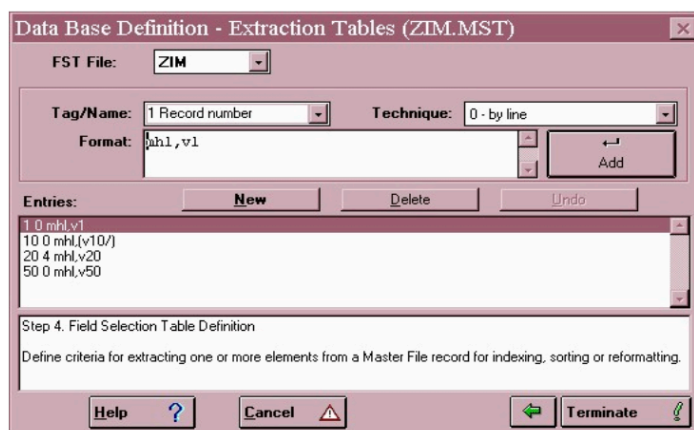 Data Base Definition - Extraction Tables (ZIM.MST)
FST File: ZIM
Tag/Name: 1 Record number Technique: 0 - by line
Format: mhl,v1
Add
Entries: New Delete Undo
1 0 mhl,v1
10 0 mhl,(v10/)
20 4 mhl,v20
50 0 mhl,v50
Step 4. Field Selection Table Definition
Define criteria for extracting one or more elements from a Master File record for indexing, sorting or reformatting.
Help ? Cancel Terminate